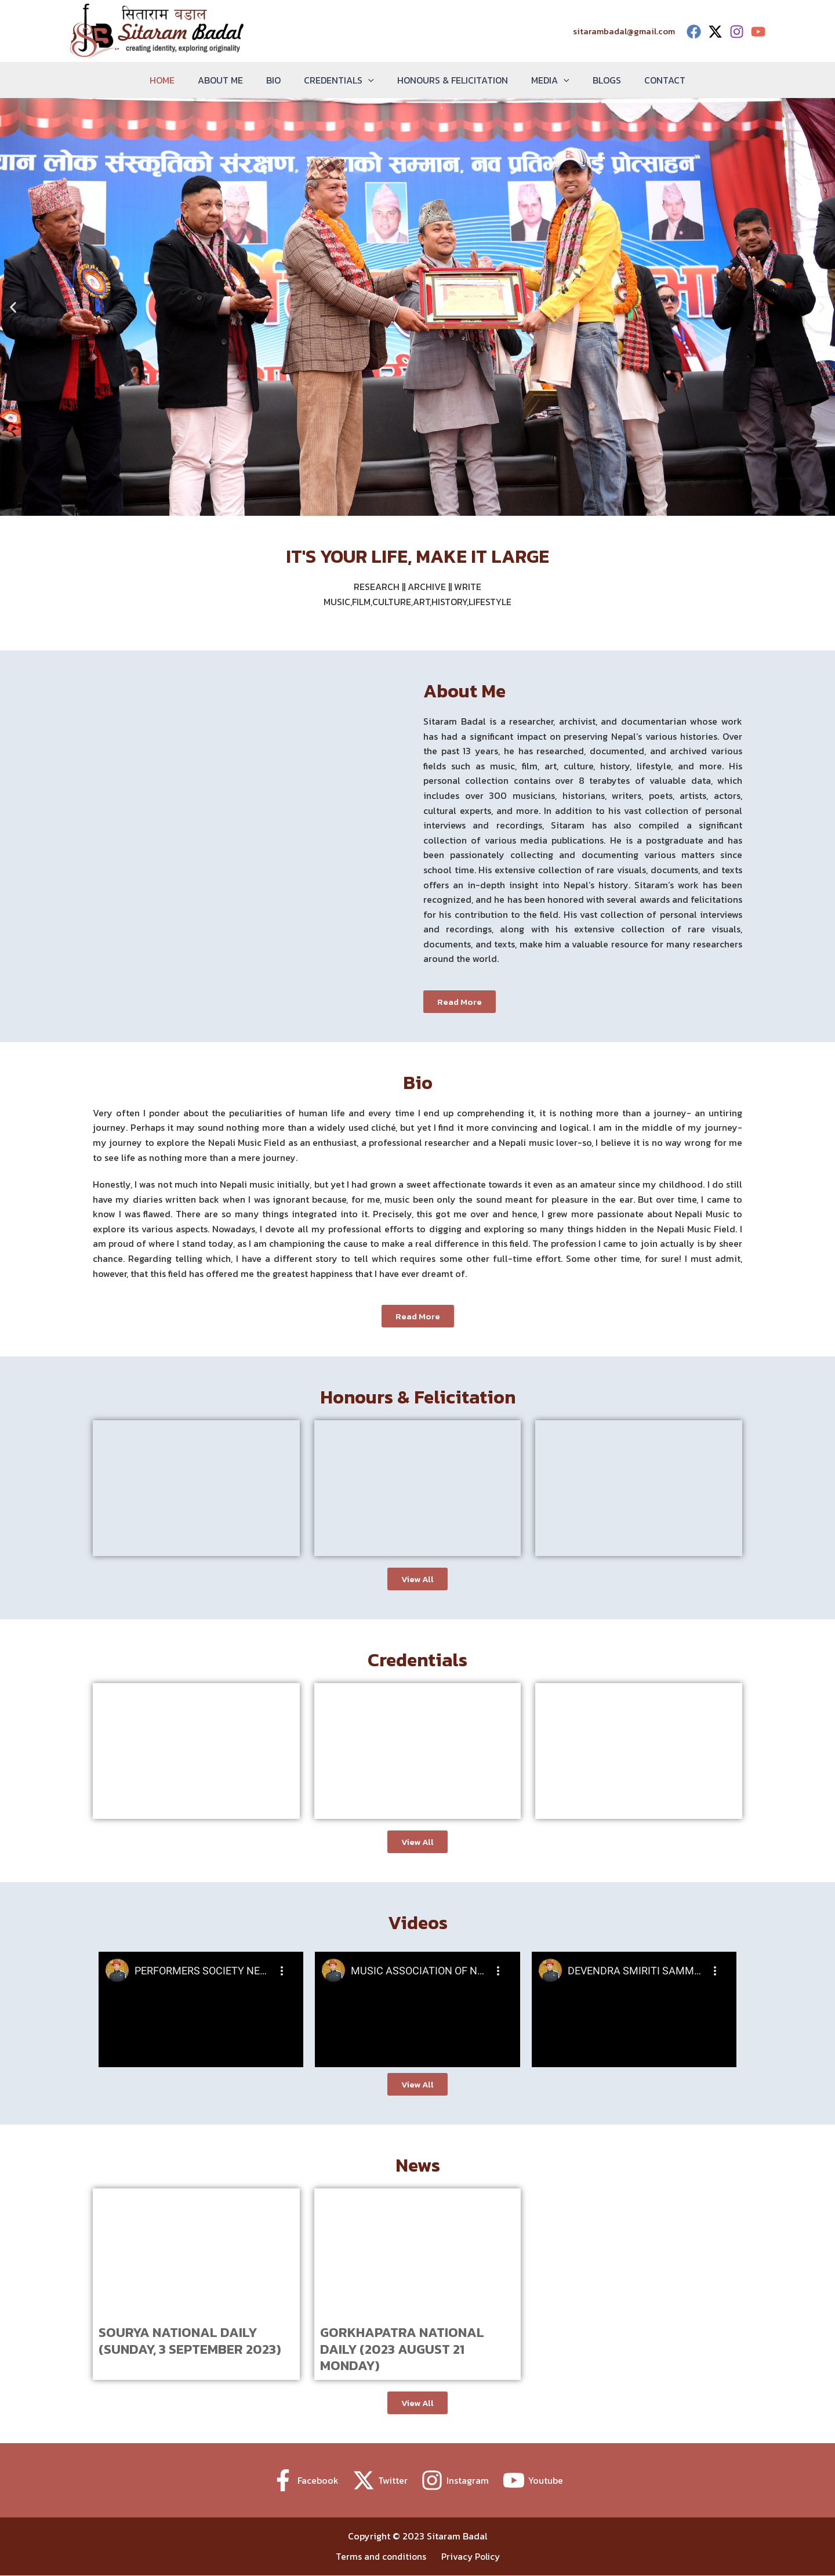 सिताराम बडाल
Sitaram Badal
creating identity, exploring originality
sitarambadal@gmail.com
HOME ABOUT ME BIO CREDENTIALS HONOURS & FELICITATION MEDIA BLOGS CONTACT
लोक संस्कृतिको संरक्षण, नव प्रतिभालाई प्रोत्साहन"
IT'S YOUR LIFE, MAKE IT LARGE
RESEARCH || ARCHIVE || WRITE
MUSIC,FILM,CULTURE,ART,HISTORY,LIFESTYLE
About Me
Sitaram Badal is a researcher, archivist, and documentarian whose work
has had a significant impact on preserving Nepal's various histories. Over
the past 13 years, he has researched, documented, and archived various
fields such as music, film, art, culture, history, lifestyle, and more. His
personal collection contains over 8 terabytes of valuable data, which
includes over 300 musicians, historians, writers, poets, artists, actors,
cultural experts, and more. In addition to his vast collection of personal
interviews and recordings, Sitaram has also compiled a significant
collection of various media publications. He is a postgraduate and has
been passionately collecting and documenting various matters since
school time. His extensive collection of rare visuals, documents, and texts
offers an in-depth insight into Nepal's history. Sitaram's work has been
recognized, and he has been honored with several awards and felicitations
for his contribution to the field. His vast collection of personal interviews
and recordings, along with his extensive collection of rare visuals,
documents, and texts, make him a valuable resource for many researchers
around the world.
Read More
Bio
Very often I ponder about the peculiarities of human life and every time I end up comprehending it, it is nothing more than a journey- an untiring
journey. Perhaps it may sound nothing more than a widely used cliché, but yet I find it more convincing and logical. I am in the middle of my journey-
my journey to explore the Nepali Music Field as an enthusiast, a professional researcher and a Nepali music lover-so, I believe it is no way wrong for me
to see life as nothing more than a mere journey.
Honestly, I was not much into Nepali music initially, but yet I had grown a sweet affectionate towards it even as an amateur since my childhood. I do still
have my diaries written back when I was ignorant because, for me, music been only the sound meant for pleasure in the ear. But over time, I came to
know I was flawed. There are so many things integrated into it. Precisely, this got me over and hence, I grew more passionate about Nepali Music to
explore its various aspects. Nowadays, I devote all my professional efforts to digging and exploring so many things hidden in the Nepali Music Field. I
am proud of where I stand today, as I am championing the cause to make a real difference in this field. The profession I came to join actually is by sheer
chance. Regarding telling which, I have a different story to tell which requires some other full-time effort. Some other time, for sure! I must admit,
however, that this field has offered me the greatest happiness that I have ever dreamt of.
Read More
Honours & Felicitation
View All
Credentials
View All
Videos
PERFORMERS SOCIETY NE... MUSIC ASSOCIATION OF N... DEVENDRA SMIRITI SAMM...
View All
News
SOURYA NATIONAL DAILY
(SUNDAY, 3 SEPTEMBER 2023)
GORKHAPATRA NATIONAL
DAILY (2023 AUGUST 21
MONDAY)
View All
Facebook Twitter Instagram Youtube
Copyright © 2023 Sitaram Badal
Terms and conditions Privacy Policy